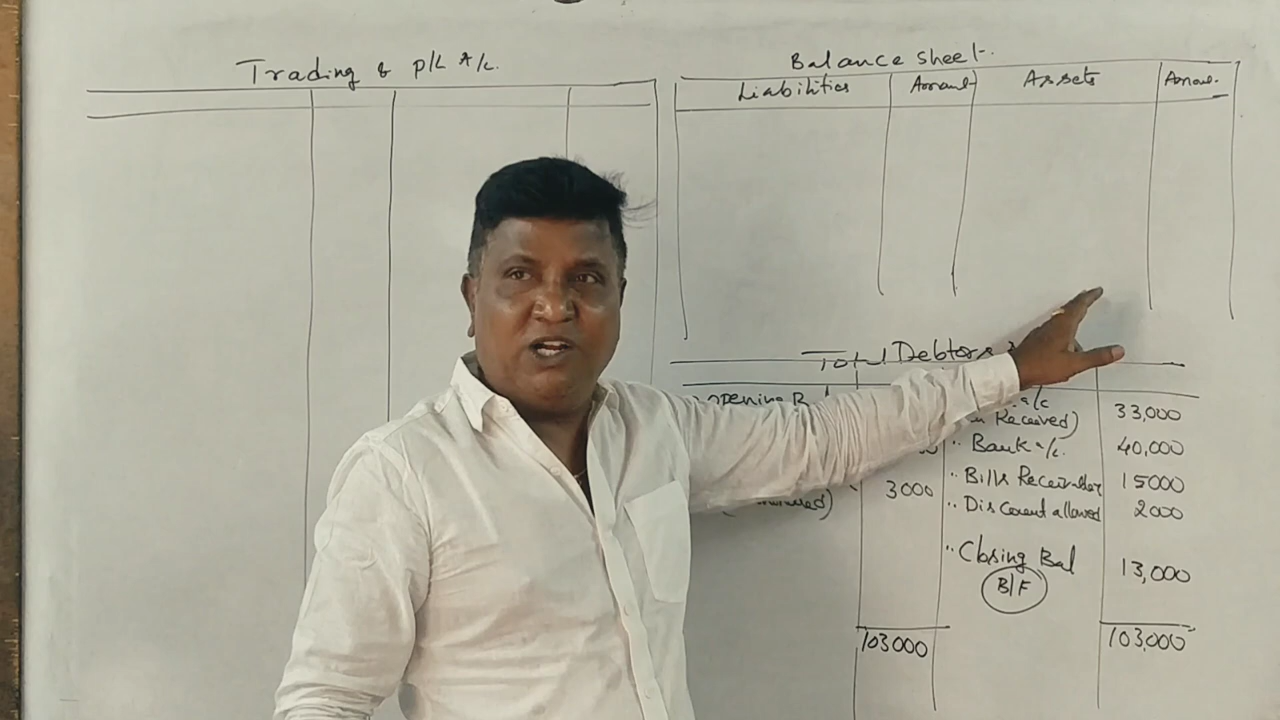 Trading & P/L A/c.
Balance sheet
Liabilities Amount Assets Amount
Total Debtors
opening a/c
Received) 33,000
.. Bank a/c. 40,000
3000 .. Bills Receivable 15000
.. Discount allowed 2000
.. Closing Bal 13,000
B/F
103000 103,000